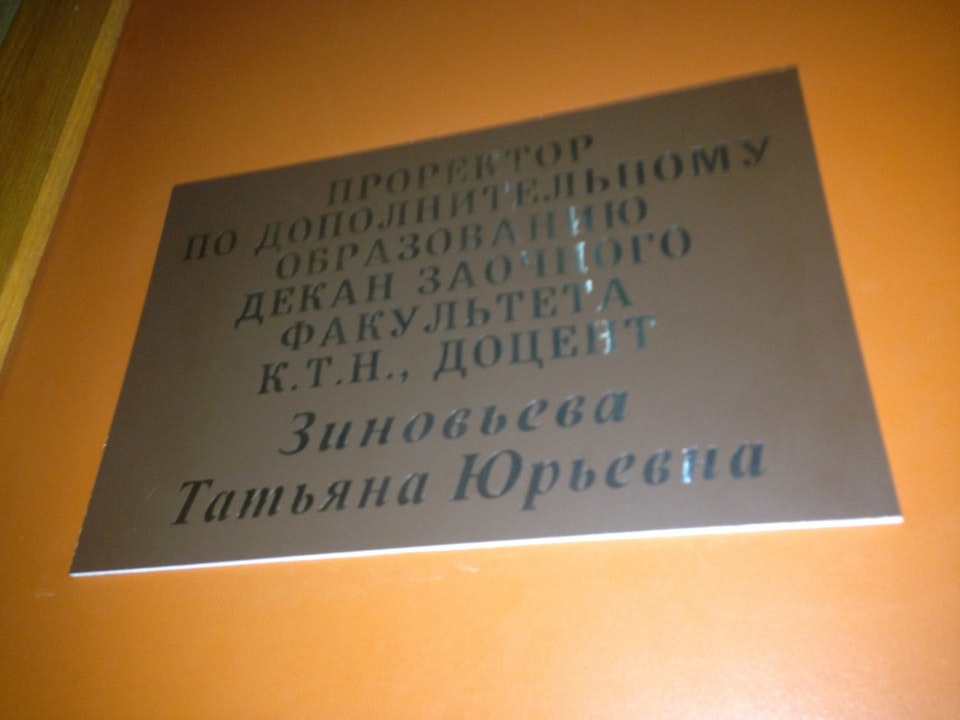 ПРОРЕКТОР
ПО ДОПОЛНИТЕЛЬНОМУ
ОБРАЗОВАНИЮ
ДЕКАН ЗАОЧНОГО
ФАКУЛЬТЕТА
К.Т.Н., ДОЦЕНТ
Зиновьева
Татьяна Юрьевна